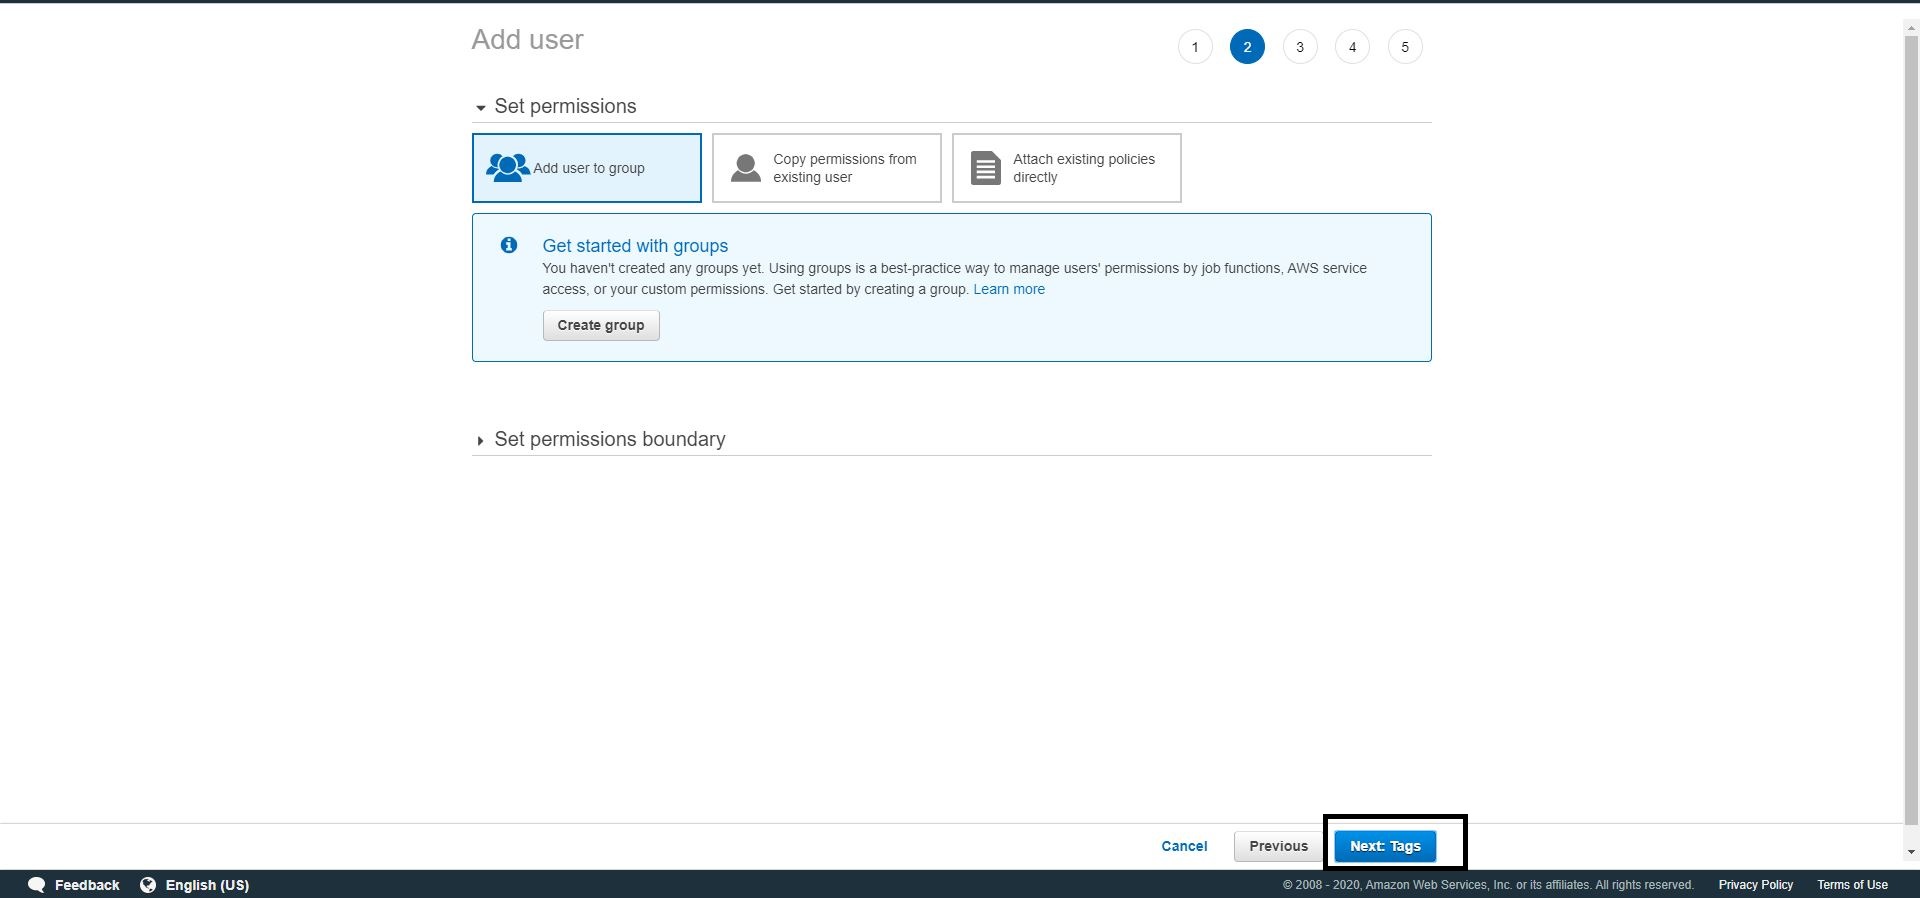 Add user
1 2 3 4 5
Set permissions
Add user to group
Copy permissions from
existing user
Attach existing policies
directly
Get started with groups
You haven't created any groups yet. Using groups is a best-practice way to manage users' permissions by job functions, AWS service
access, or your custom permissions. Get started by creating a group. Learn more
Create group
Set permissions boundary
Cancel Previous Next: Tags
Feedback English (US) © 2008 - 2020, Amazon Web Services, Inc. or its affiliates. All rights reserved. Privacy Policy Terms of Use